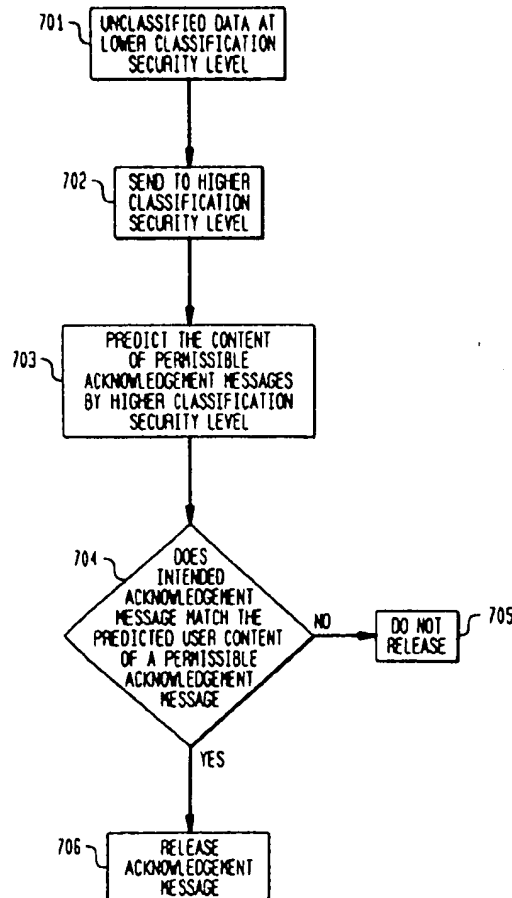 701
UNCLASSIFIED DATA AT
LOWER CLASSIFICATION
SECURITY LEVEL
702
SEND TO HIGHER
CLASSIFICATION
SECURITY LEVEL
703
PREDICT THE CONTENT
OF PERMISSIBLE
ACKNOWLEDGEMENT MESSAGES
BY HIGHER CLASSIFICATION
SECURITY LEVEL
704
DOES
INTENDED
ACKNOWLEDGEMENT
MESSAGE MATCH THE
PREDICTED USER CONTENT
OF A PERMISSIBLE
ACKNOWLEDGEMENT
MESSAGE
NO
DO NOT
RELEASE
705
YES
706
RELEASE
ACKNOWLEDGEMENT
MESSAGE